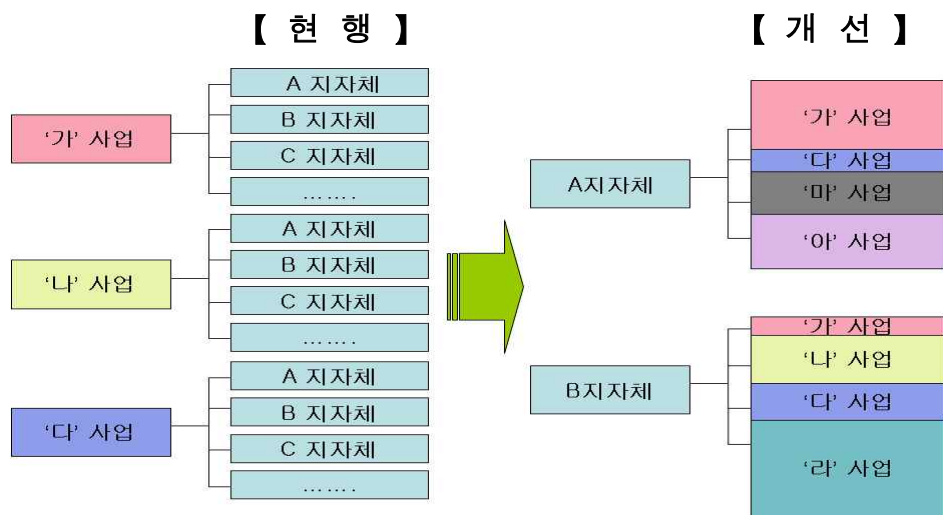 【 현 행 】
'가' 사업
A 지자체
B 지자체
C 지자체
…….
'나' 사업
A 지자체
B 지자체
C 지자체
…….
'다' 사업
A 지자체
B 지자체
C 지자체
…….
【 개 선 】
A지자체
'가' 사업
'다' 사업
'마' 사업
'아' 사업
B지자체
'가' 사업
'나' 사업
'다' 사업
'라' 사업